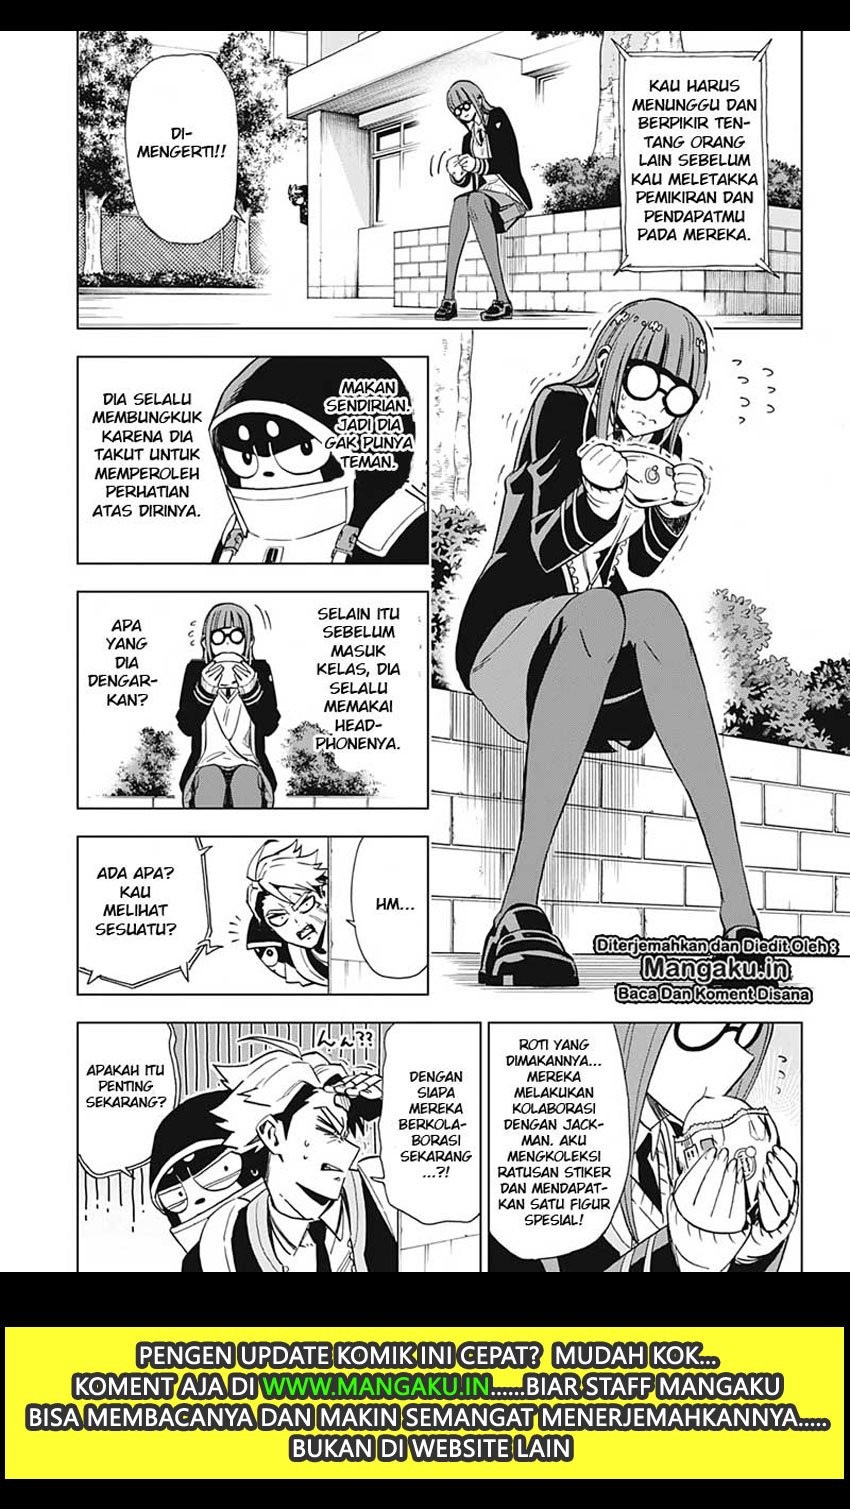 KAU HARUS
MENUNGGU DAN
BERPIKIR TEN-
TANG ORANG
LAIN SEBELUM
KAU MELETAKKA
PEMIKIRAN DAN
PENDAPATMU
PADA MEREKA.
DI-
MENGERTI!!
MAKAN
SENDIRIAN.
JADI DIA
GAK PUNYA
TEMAN.
DIA SELALU
MEMBUNGKUK
KARENA DIA
TAKUT UNTUK
MEMPEROLEH
PERHATIAN
ATAS DIRINYA.
SELAIN ITU
SEBELUM
MASUK
KELAS, DIA
SELALU
MEMAKAI
HEAD-
PHONENYA.
APA
YANG
DIA
DENGAR-
KAN?
HM...
ADA APA?
KAU
MELIHAT
SESUATU?
Diterjemahkan dan Diedit Oleh :
Mangaku.in
Baca Dan Koment Disana
ROTI YANG
DIMAKANNYA...
MEREKA
MELAKUKAN
KOLABORASI
DENGAN JACK-
MAN. AKU
MENGKOLEKSI
RATUSAN STIKER
DAN MENDAPAT-
KAN SATU FIGUR
SPESIAL!
んん??
DENGAN
SIAPA
MEREKA
BERKOLA-
BORASI
SEKARANG
...?!
APAKAH ITU
PENTING
SEKARANG?
PENGEN UPDATE KOMIK INI CEPAT? MUDAH KOK...
KOMENT AJA DI WWW.MANGAKU.IN......BIAR STAFF MANGAKU
BISA MEMBACANYA DAN MAKIN SEMANGAT MENERJEMAHKANNYA.....
BUKAN DI WEBSITE LAIN